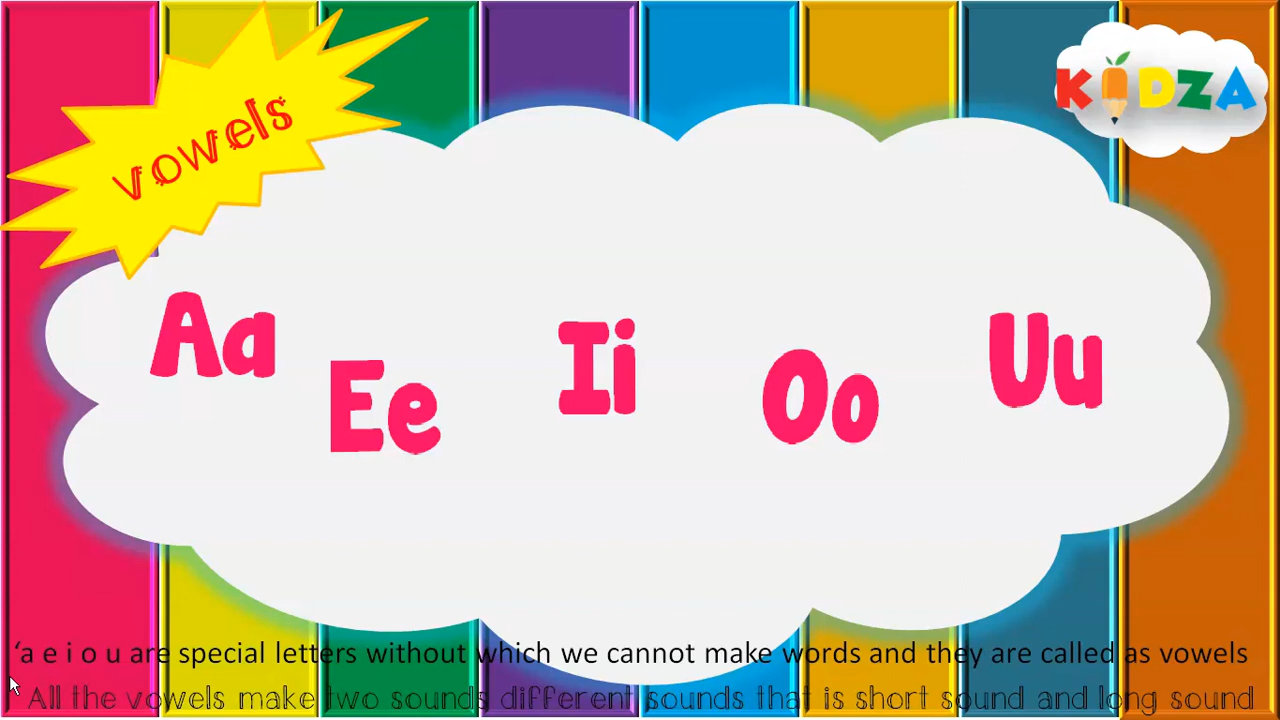 vowels
KIDZA
Aa Ee Ii Oo Uu
‘a e i o u are special letters without which we cannot make words and they are called as vowels
All the vowels make two sounds different sounds that is short sound and long sound